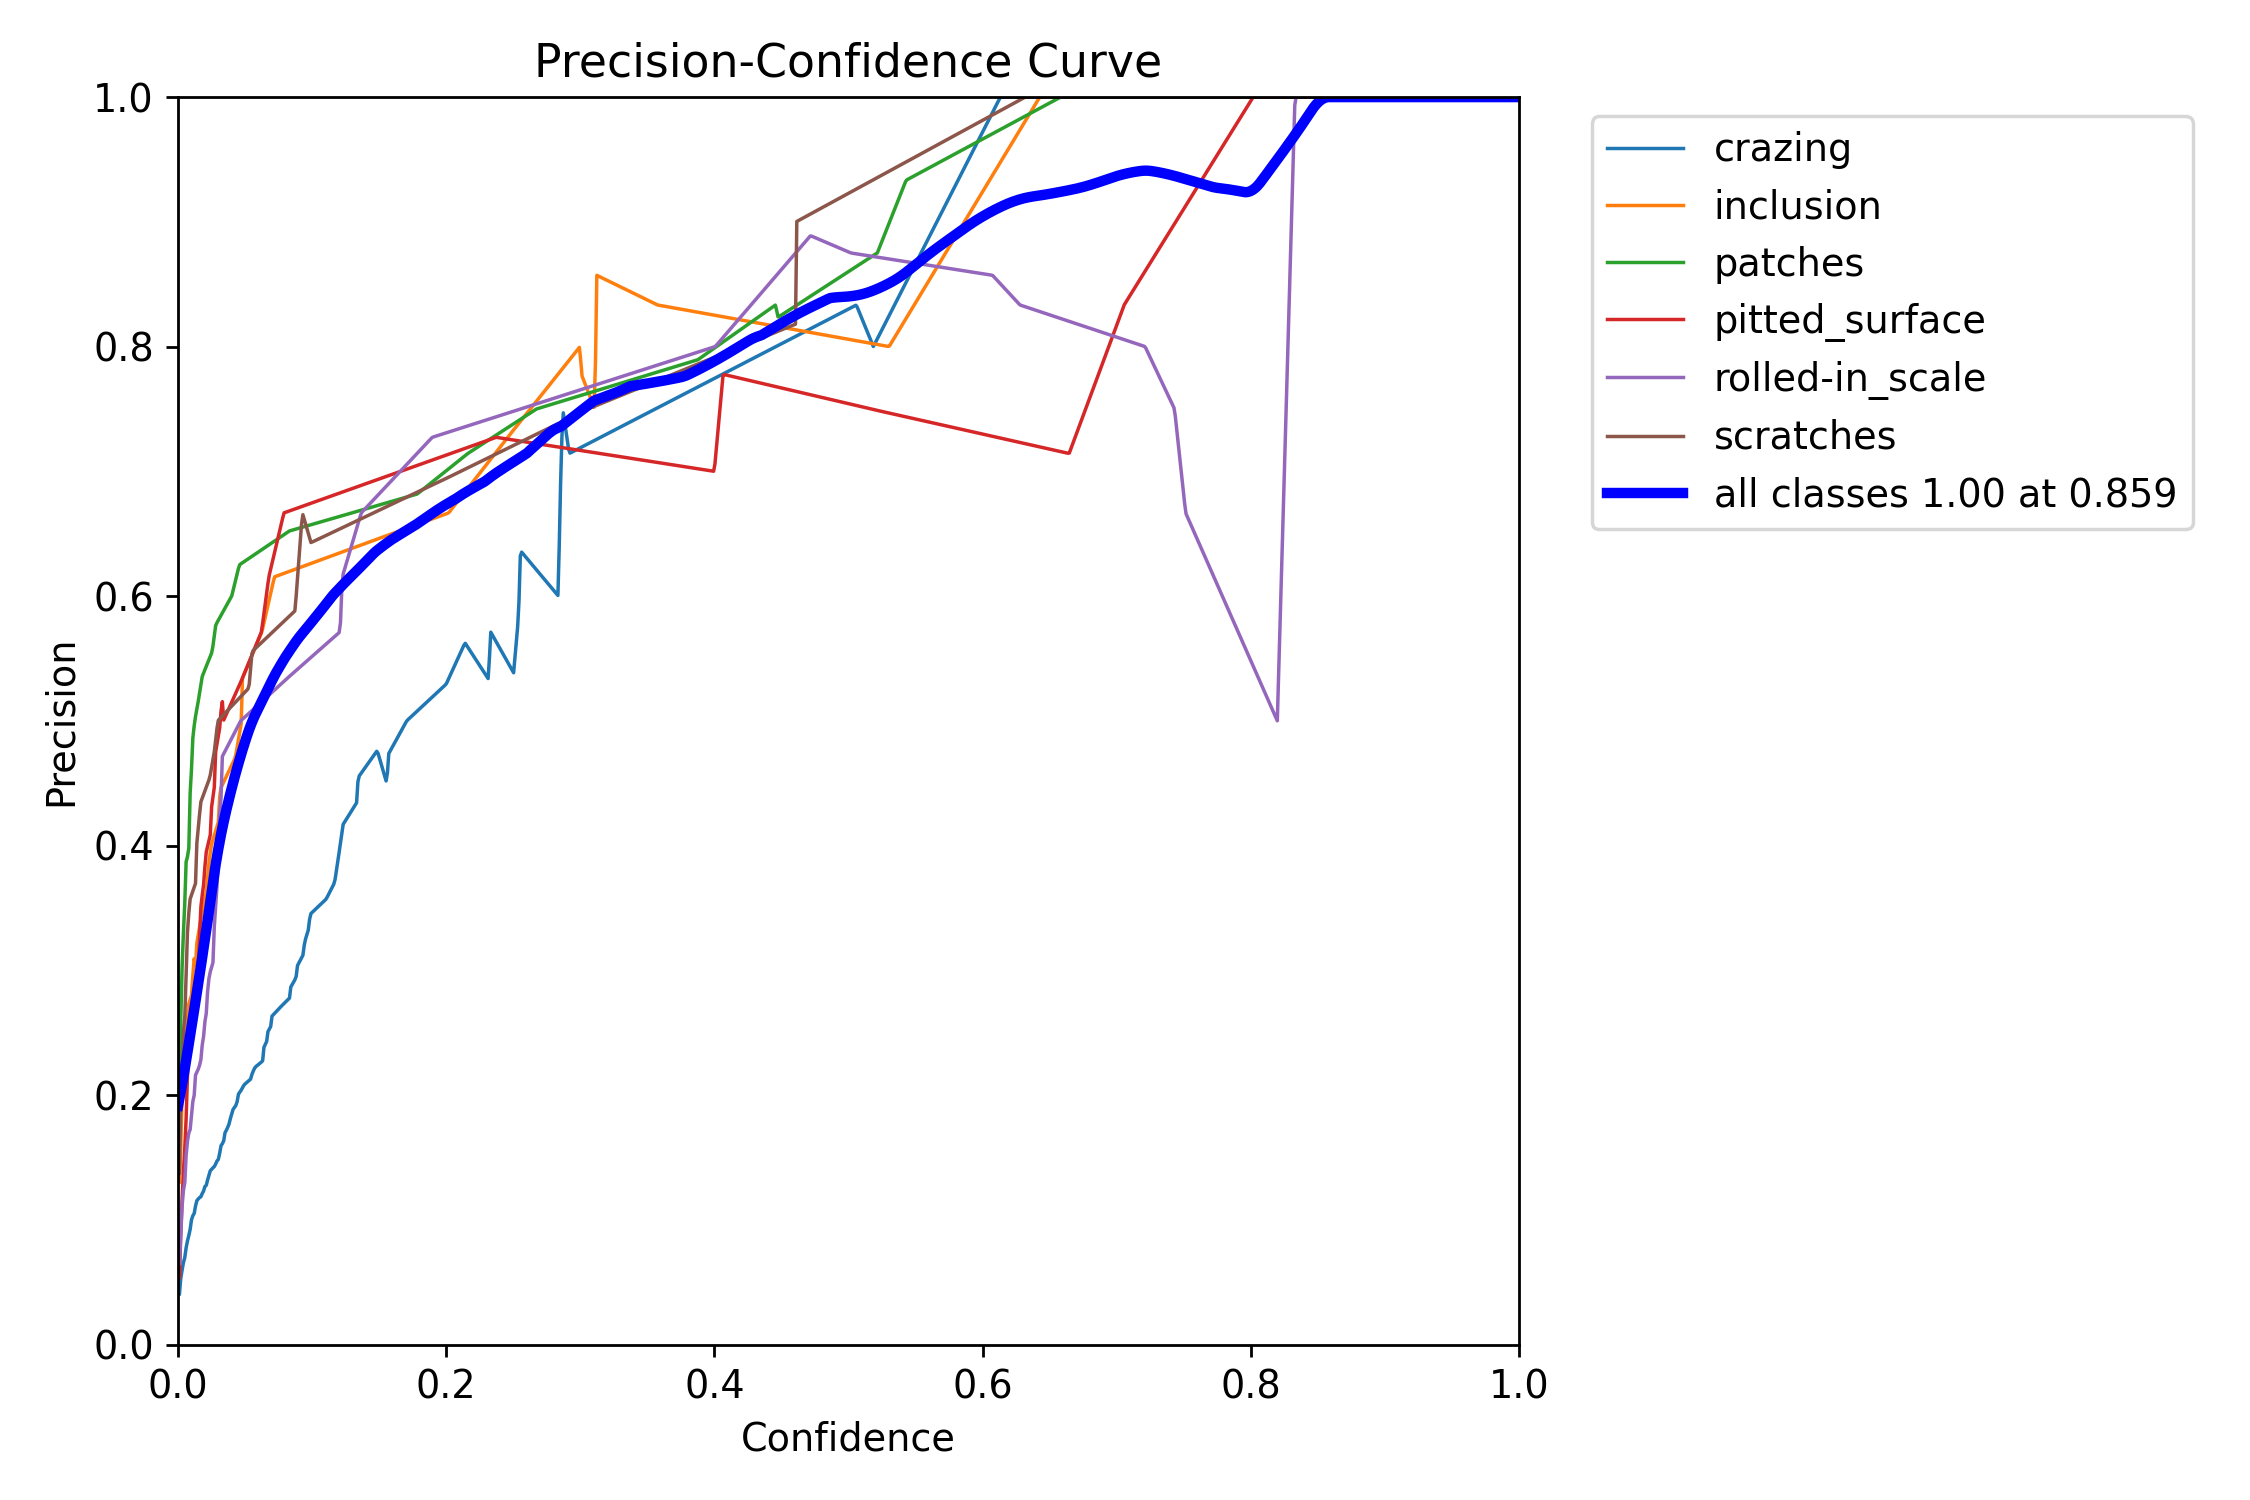 Precision-Confidence Curve
1.0
0.8
0.6
0.4
0.2
0.0
Precision
0.0 0.2 0.4 0.6 0.8 1.0
Confidence
crazing
inclusion
patches
pitted_surface
rolled-in_scale
scratches
all classes 1.00 at 0.859